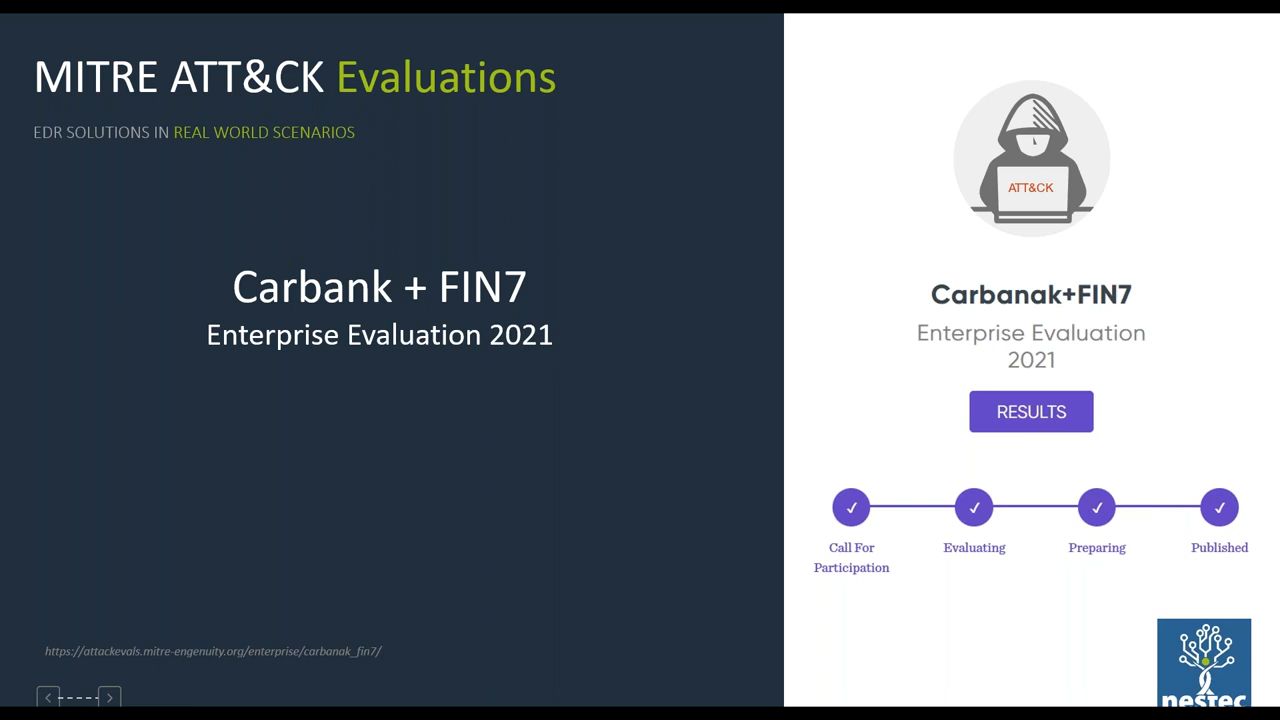 MITRE ATT&CK Evaluations
EDR SOLUTIONS IN REAL WORLD SCENARIOS
Carbank + FIN7
Enterprise Evaluation 2021
https://attackevals.mitre-engenuity.org/enterprise/carbanak_fin7/
ATT&CK
Carbanak+FIN7
Enterprise Evaluation
2021
RESULTS
Call For
Participation
Evaluating
Preparing
Published
nestec